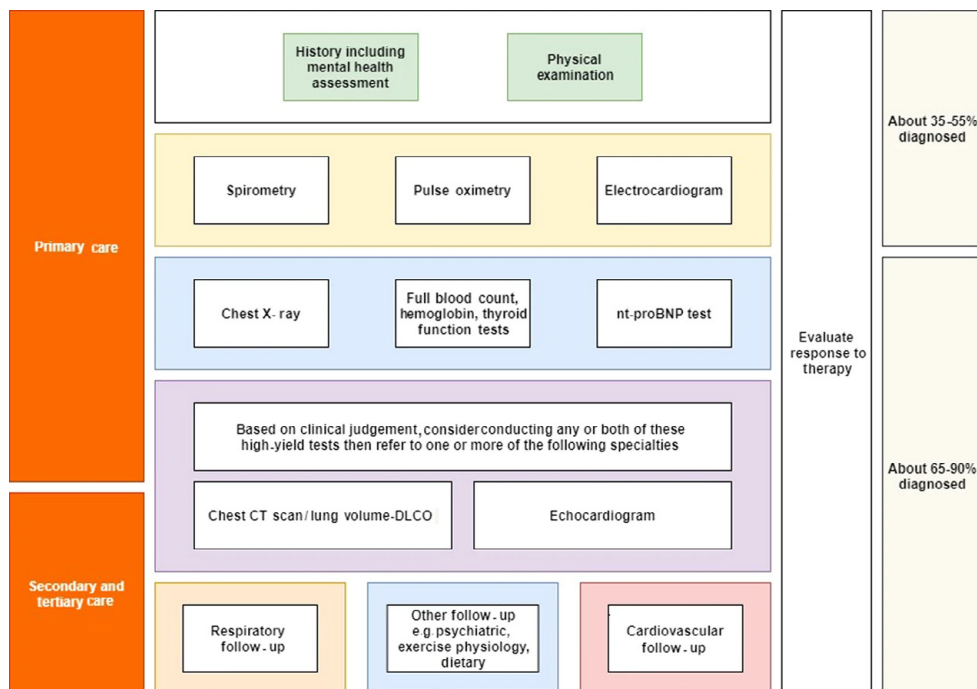 History including
mental health
assessment
Physical
examination
About 35-55%
diagnosed
Spirometry
Pulse oximetry
Electrocardiogram
Primary care
Chest X-ray
Full blood count,
hemoglobin, thyroid
function tests
nt-proBNP test
Evaluate
response to
therapy
Based on clinical judgement, consider conducting any or both of these
high-yield tests then refer to one or more of the following specialties
About 65-90%
diagnosed
Chest CT scan/lung volume-DLCO
Echocardiogram
Secondary and
tertiary care
Respiratory
follow-up
Other follow-up
e.g. psychiatric,
exercise physiology,
dietary
Cardiovascular
follow-up